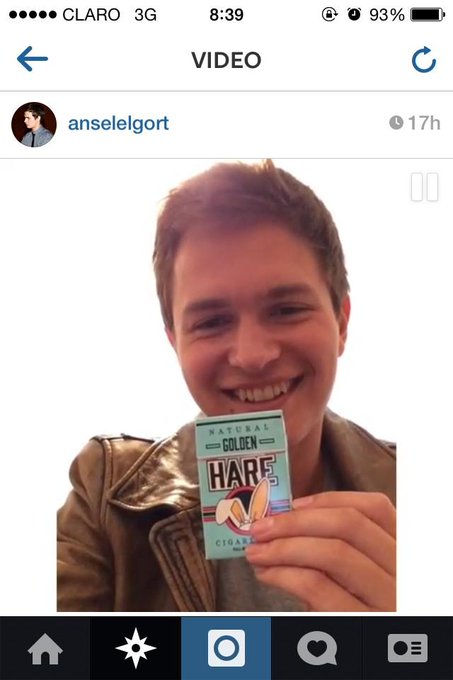 CLARO 3G 8:39 93%
VIDEO
anselelgort 17h
NATURAL
GOLDEN
HARE